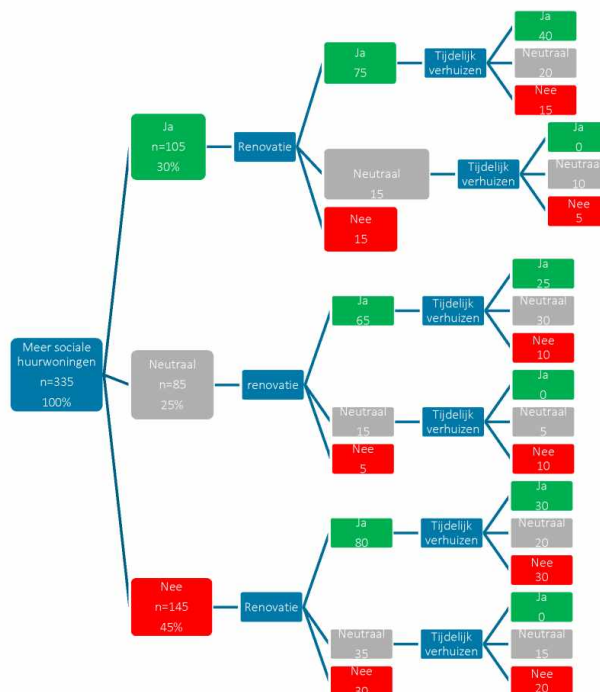 Meer sociale
huurwoningen
n=335
100%
Ja
n=105
30%
Renovatie
Ja
75
Tijdelijk
verhuizen
Ja
40
Neutraal
20
Nee
15
Neutraal
15
Tijdelijk
verhuizen
Ja
0
Neutraal
10
Nee
5
Nee
15
Neutraal
n=85
25%
renovatie
Ja
65
Tijdelijk
verhuizen
Ja
25
Neutraal
30
Nee
10
Neutraal
15
Tijdelijk
verhuizen
Ja
0
Neutraal
5
Nee
10
Nee
5
Nee
n=145
45%
Renovatie
Ja
80
Tijdelijk
verhuizen
Ja
30
Neutraal
20
Nee
30
Neutraal
35
Tijdelijk
verhuizen
Ja
0
Neutraal
15
Nee
20
Nee
30